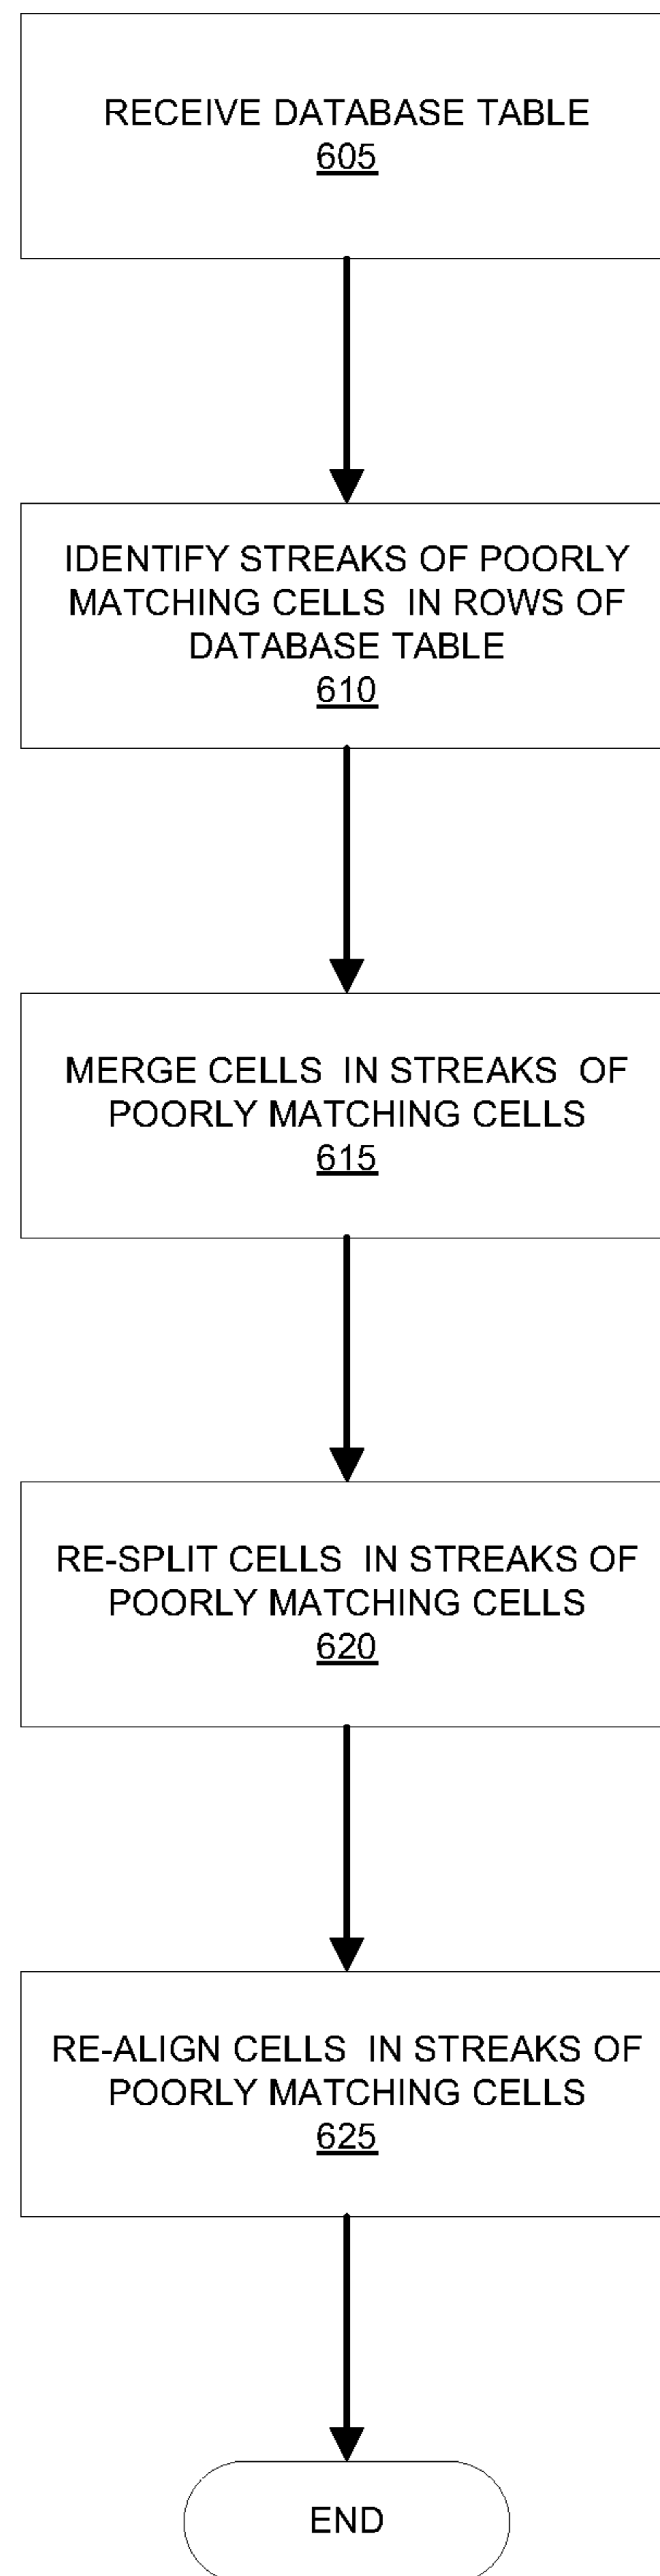 RECEIVE DATABASE TABLE
605
IDENTIFY STREAKS OF POORLY
MATCHING CELLS IN ROWS OF
DATABASE TABLE
610
MERGE CELLS IN STREAKS OF
POORLY MATCHING CELLS
615
RE-SPLIT CELLS IN STREAKS OF
POORLY MATCHING CELLS
620
RE-ALIGN CELLS IN STREAKS OF
POORLY MATCHING CELLS
625
END